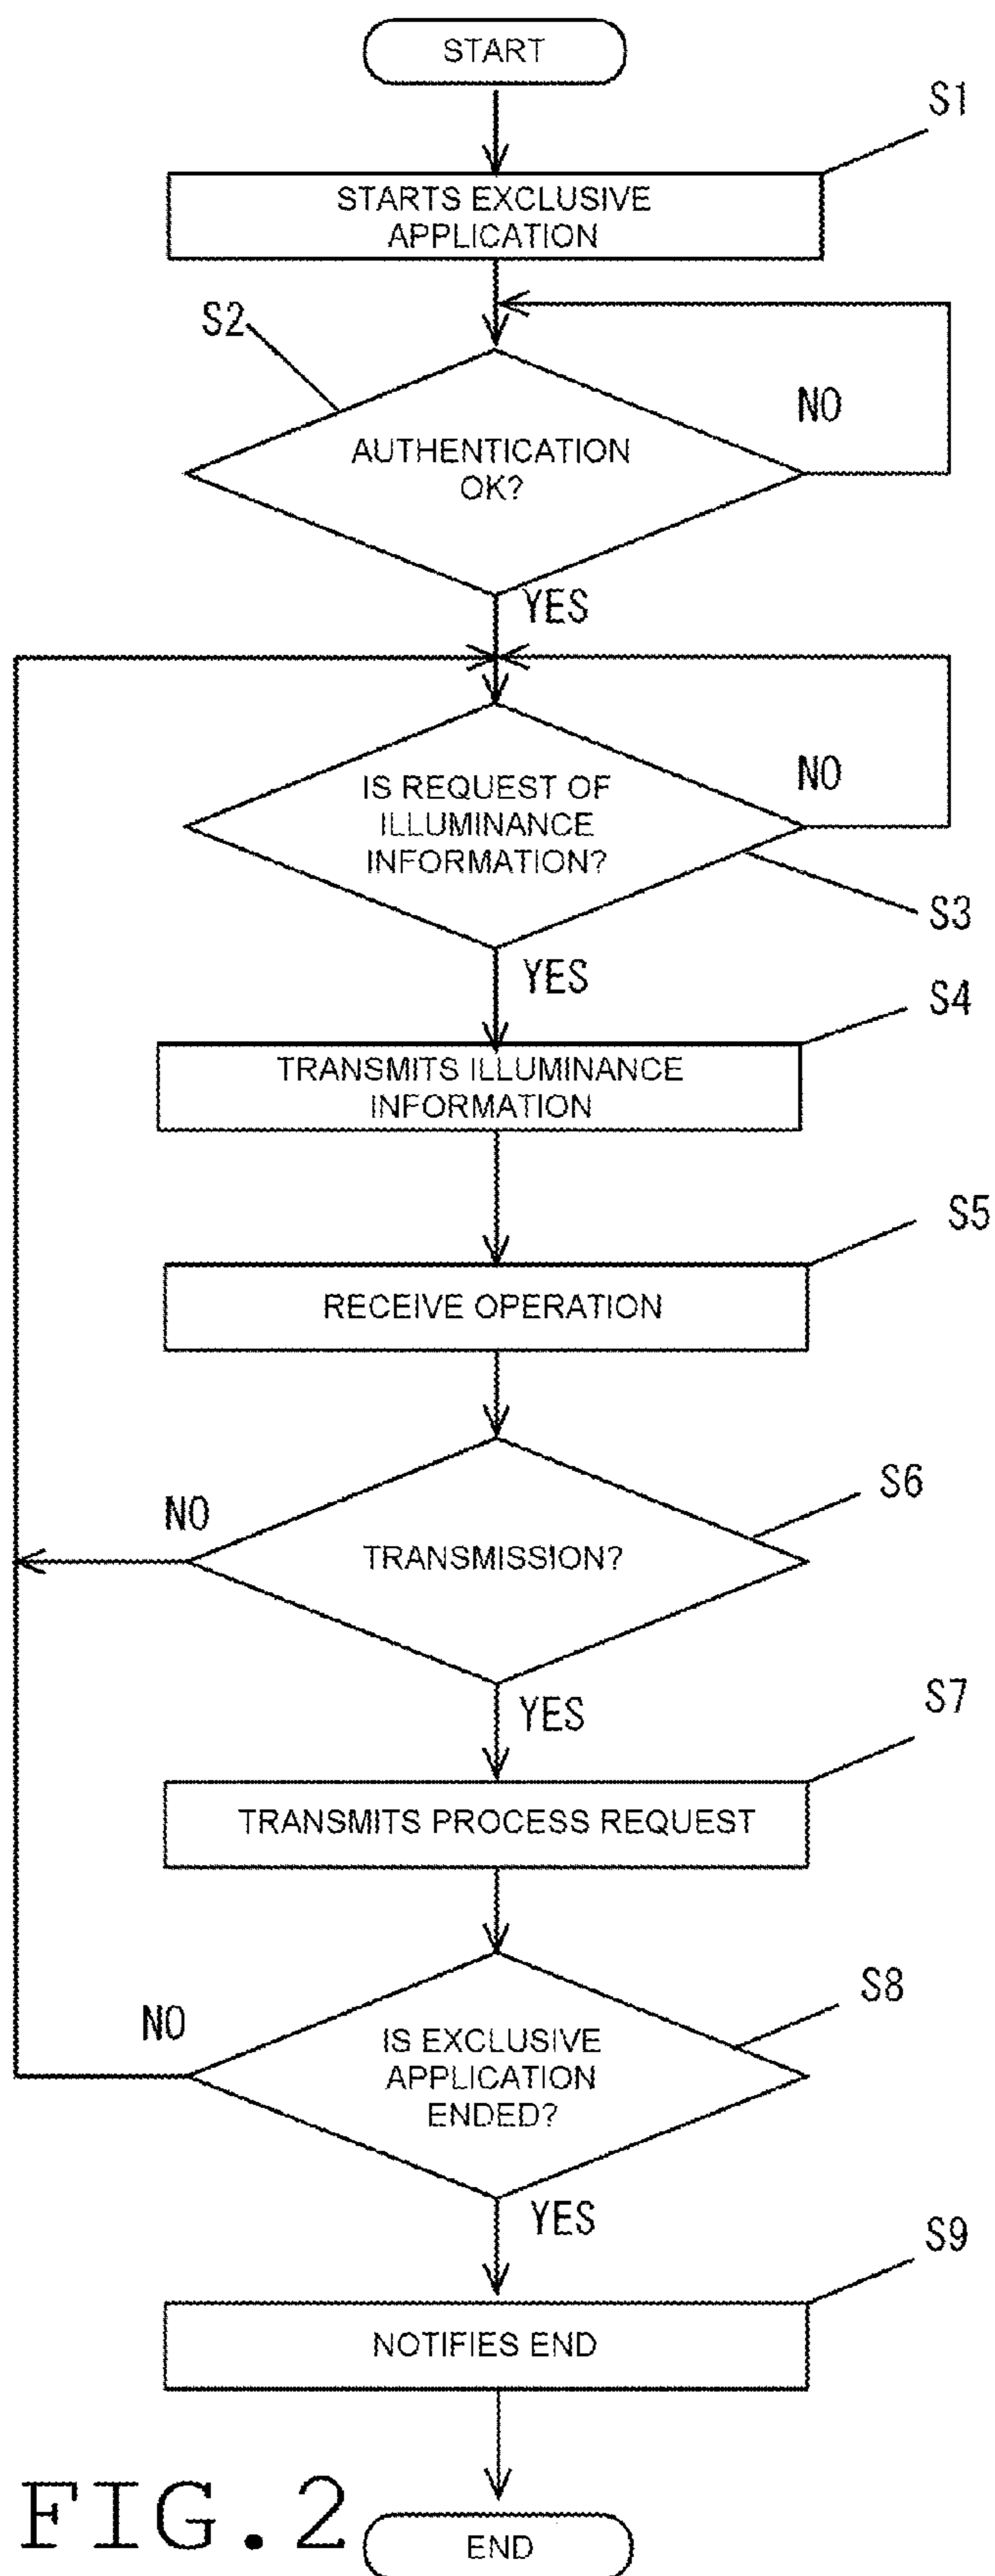 START
S1
STARTS EXCLUSIVE
APPLICATION
S2
NO
AUTHENTICATION
OK?
YES
NO
IS REQUEST OF
ILLUMINANCE
INFORMATION?
S3
YES
S4
TRANSMITS ILLUMINANCE
INFORMATION
S5
RECEIVE OPERATION
S6
NO
TRANSMISSION?
YES
S7
TRANSMITS PROCESS REQUEST
S8
NO
IS EXCLUSIVE
APPLICATION
ENDED?
YES
S9
NOTIFIES END
FIG.2
END